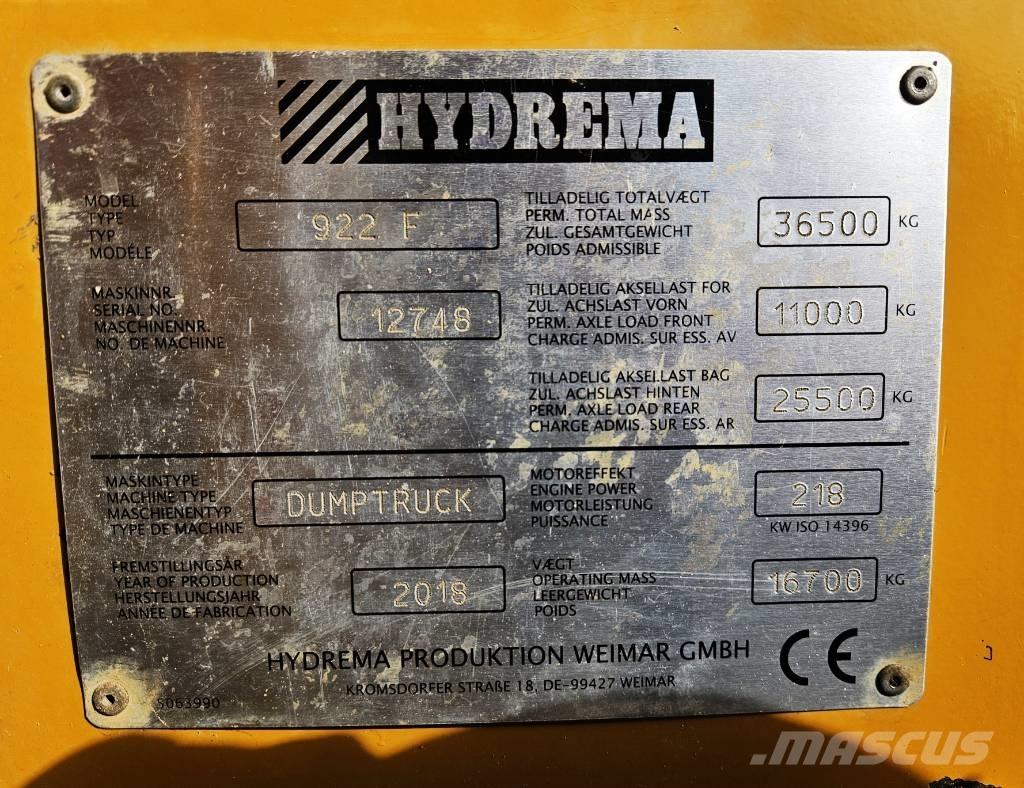 HYDREMA
MODEL
TYPE
TYP
MODÉLE
922 F
TILLADELIG TOTALVÆGT
PERM. TOTAL MASS
ZUL. GESAMTGEWICHT
POIDS ADMISSIBLE
36500 KG
MASKINNR.
SERIAL NO.
MASCHINENNR.
NO. DE MACHINE
12748
TILLADELIG AKSELLAST FOR
ZUL. ACHSLAST VORN
PERM. AXLE LOAD FRONT
CHARGE ADMIS. SUR ESS. AV
11000 KG
TILLADELIG AKSELLAST BAG
ZUL. ACHSLAST HINTEN
PERM. AXLE LOAD REAR
CHARGE ADMIS. SUR ESS. AR
25500 KG
MASKINTYPE
MACHINE TYPE
MASCHIENENTYP
TYPE DE MACHINE
DUMPTRUCK
MOTOREFFEKT
ENGINE POWER
MOTORLEISTUNG
PUISSANCE
218
KW ISO 14396
FREMSTILLINGSÅR
YEAR OF PRODUCTION
HERSTELLUNGSJAHR
ANNÉE DE FABRICATION
2018
VÆGT
OPERATING MASS
LEERGEWICHT
POIDS
16700 KG
HYDREMA PRODUKTION WEIMAR GMBH
KROMSDORFER STRAßE 18, DE-99427 WEIMAR
CE
5063990
MASCUS